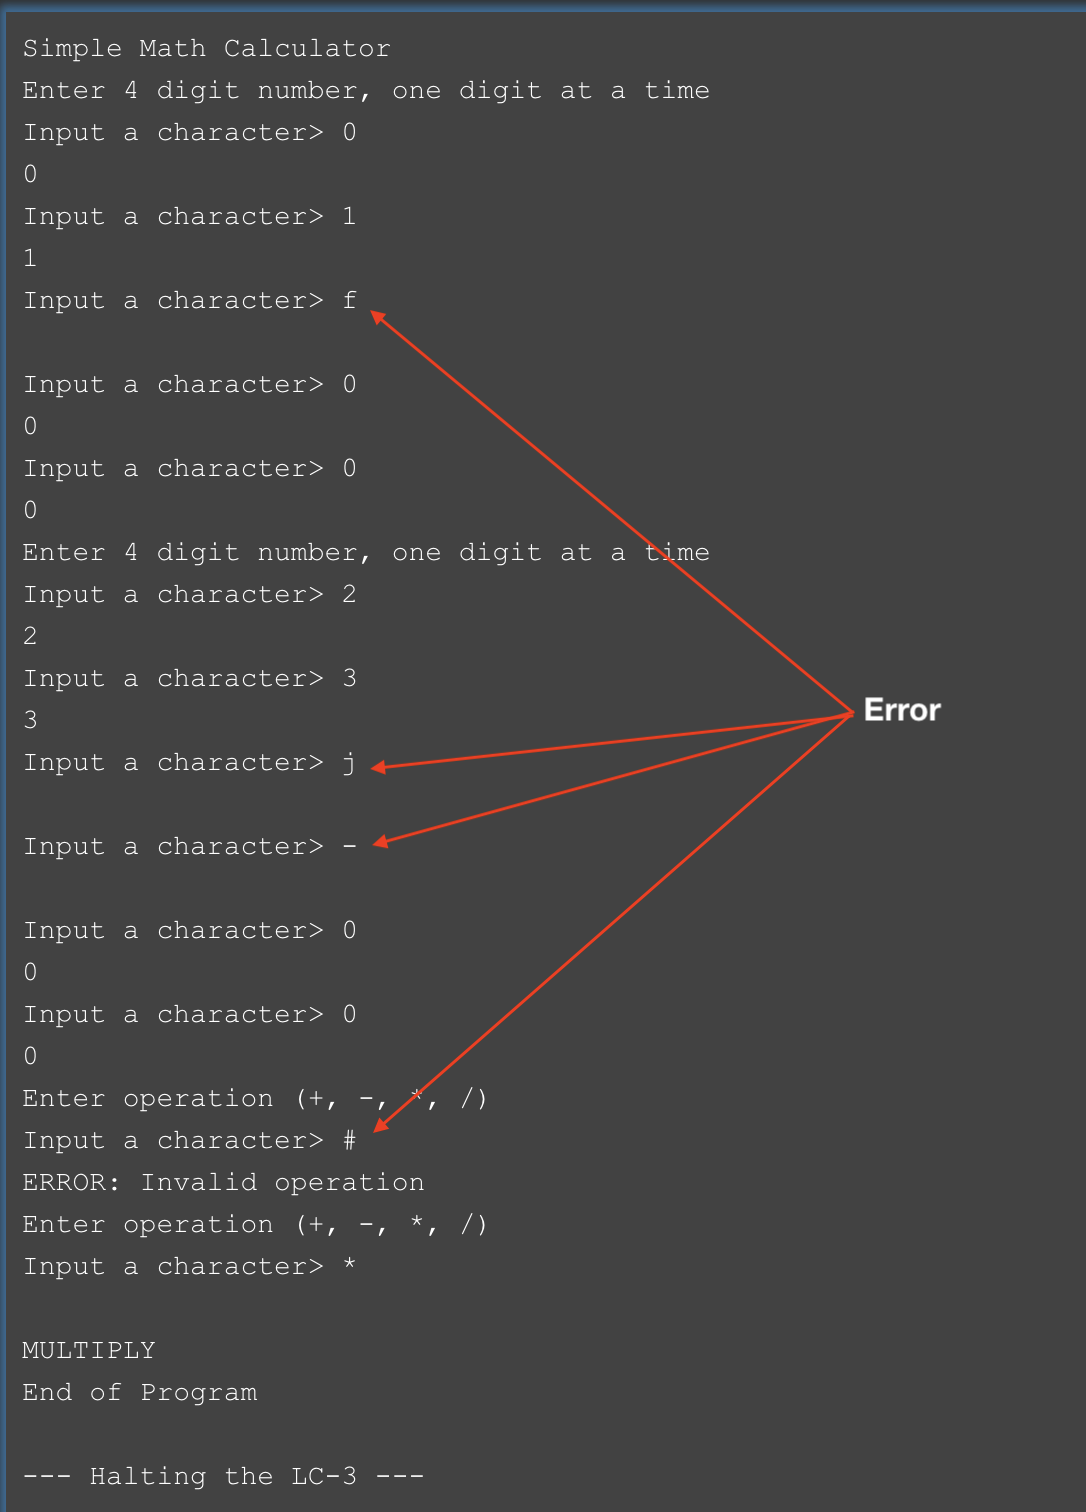 Simple Math Calculator
Enter 4 digit number, one digit at a time
Input a character> 0
0
Input a character> 1
1
Input a character> f
Input a character> 0
0
Input a character> 0
0
Enter 4 digit number, one digit at a time
Input a character> 2
2
Input a character> 3
3
Error
Input a character> j
Input a character> -
Input a character> 0
0
Input a character> 0
0
Enter operation (+, -, *, /)
Input a character> #
ERROR: Invalid operation
Enter operation (+, -, *, /)
Input a character> *
MULTIPLY
End of Program
--- Halting the LC-3 ---